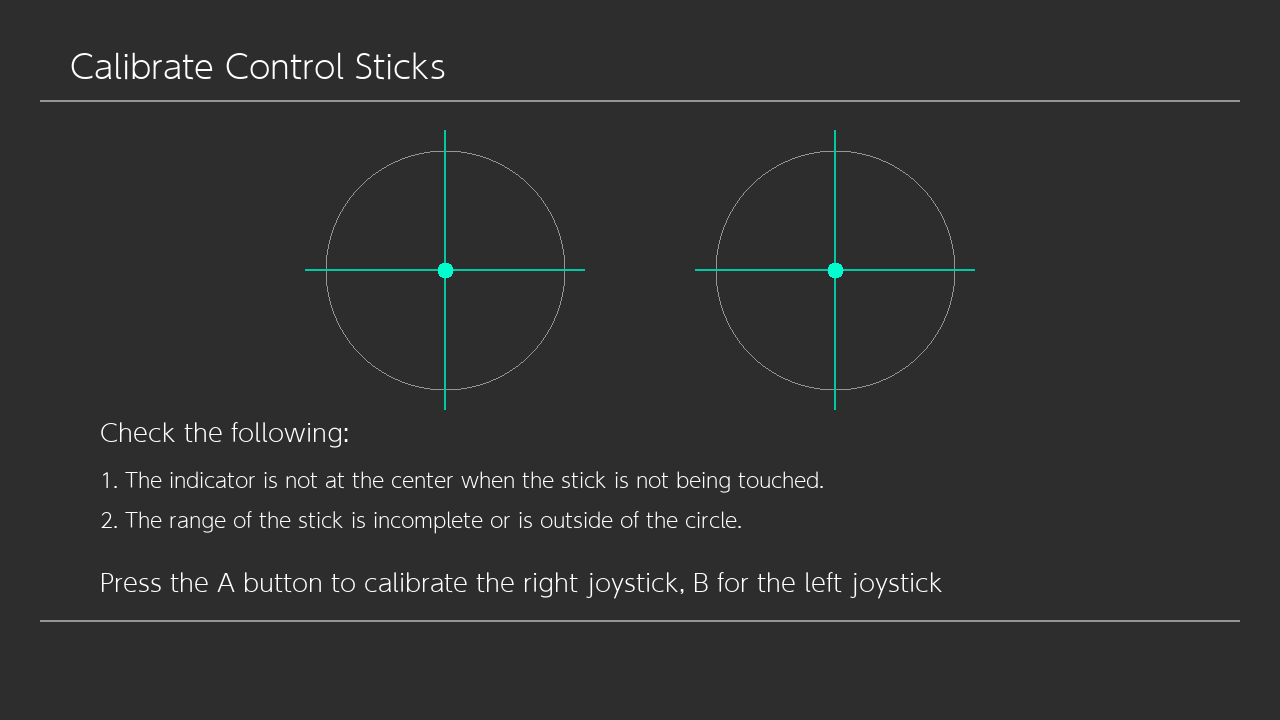 Calibrate Control Sticks
Check the following:
1. The indicator is not at the center when the stick is not being touched.
2. The range of the stick is incomplete or is outside of the circle.
Press the A button to calibrate the right joystick, B for the left joystick